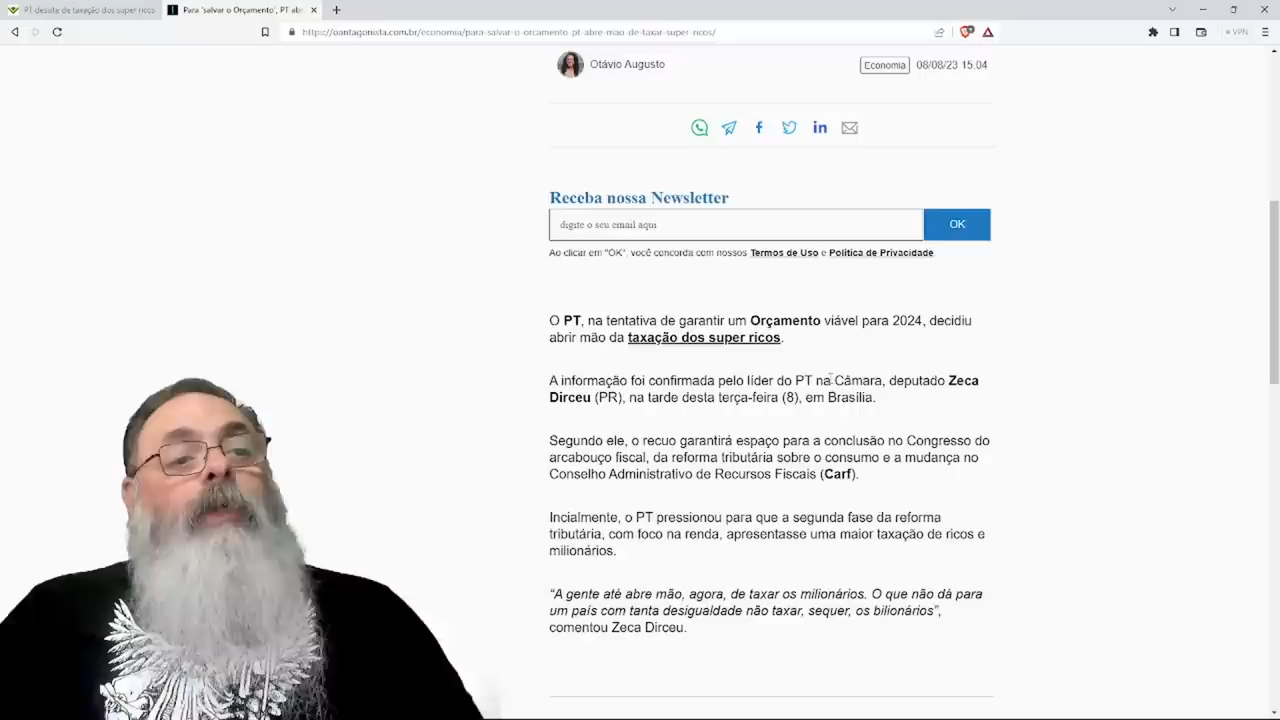 PT desiste de taxação dos super ricos
Para 'salvar o Orçamento', PT abr
https://oantagonista.com.br/economia/para-salvar-o-orcamento-pt-abre-mao-de-taxar-super-ricos/
VPN
Otávio Augusto
Economia
08/08/23 15:04
Receba nossa Newsletter
digite o seu email aqui
OK
Ao clicar em "OK", você concorda com nossos Termos de Uso e Política de Privacidade
O PT, na tentativa de garantir um Orçamento viável para 2024, decidiu
abrir mão da taxação dos super ricos.
A informação foi confirmada pelo líder do PT na Câmara, deputado Zeca
Dirceu (PR), na tarde desta terça-feira (8), em Brasília.
Segundo ele, o recuo garantirá espaço para a conclusão no Congresso do
arcabouço fiscal, da reforma tributária sobre o consumo e a mudança no
Conselho Administrativo de Recursos Fiscais (Carf).
Incialmente, o PT pressionou para que a segunda fase da reforma
tributária, com foco na renda, apresentasse uma maior taxação de ricos e
milionários.
“A gente até abre mão, agora, de taxar os milionários. O que não dá para
um país com tanta desigualdade não taxar, sequer, os bilionários”,
comentou Zeca Dirceu.